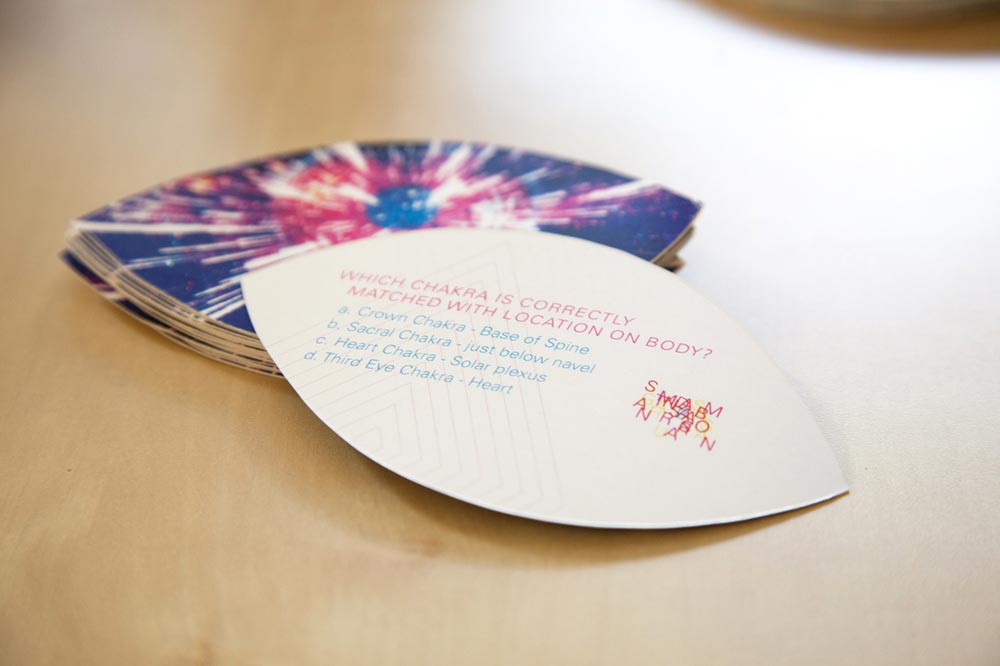 WHICH CHAKRA IS CORRECTLY
MATCHED WITH LOCATION ON BODY?
a. Crown Chakra - Base of Spine
b. Sacral Chakra - just below navel
c. Heart Chakra - Solar plexus
d. Third Eye Chakra - Heart